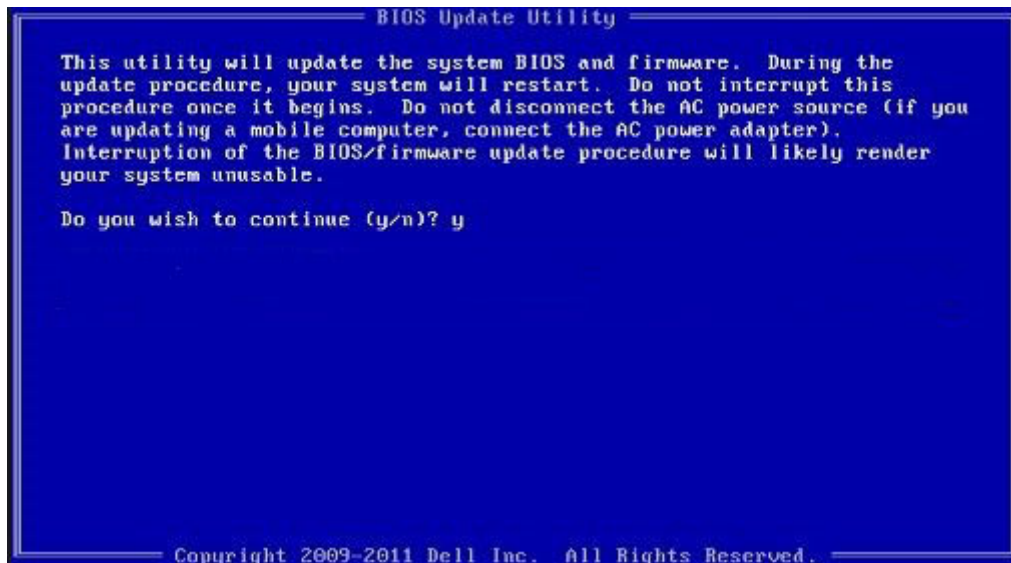 BIOS Update Utility
This utility will update the system BIOS and firmware. During the
update procedure, your system will restart. Do not interrupt this
procedure once it begins. Do not disconnect the AC power source (if you
are updating a mobile computer, connect the AC power adapter).
Interruption of the BIOS/firmware update procedure will likely render
your system unusable.
Do you wish to continue (y/n)? y
Copyright 2009-2011 Dell Inc. All Rights Reserved.